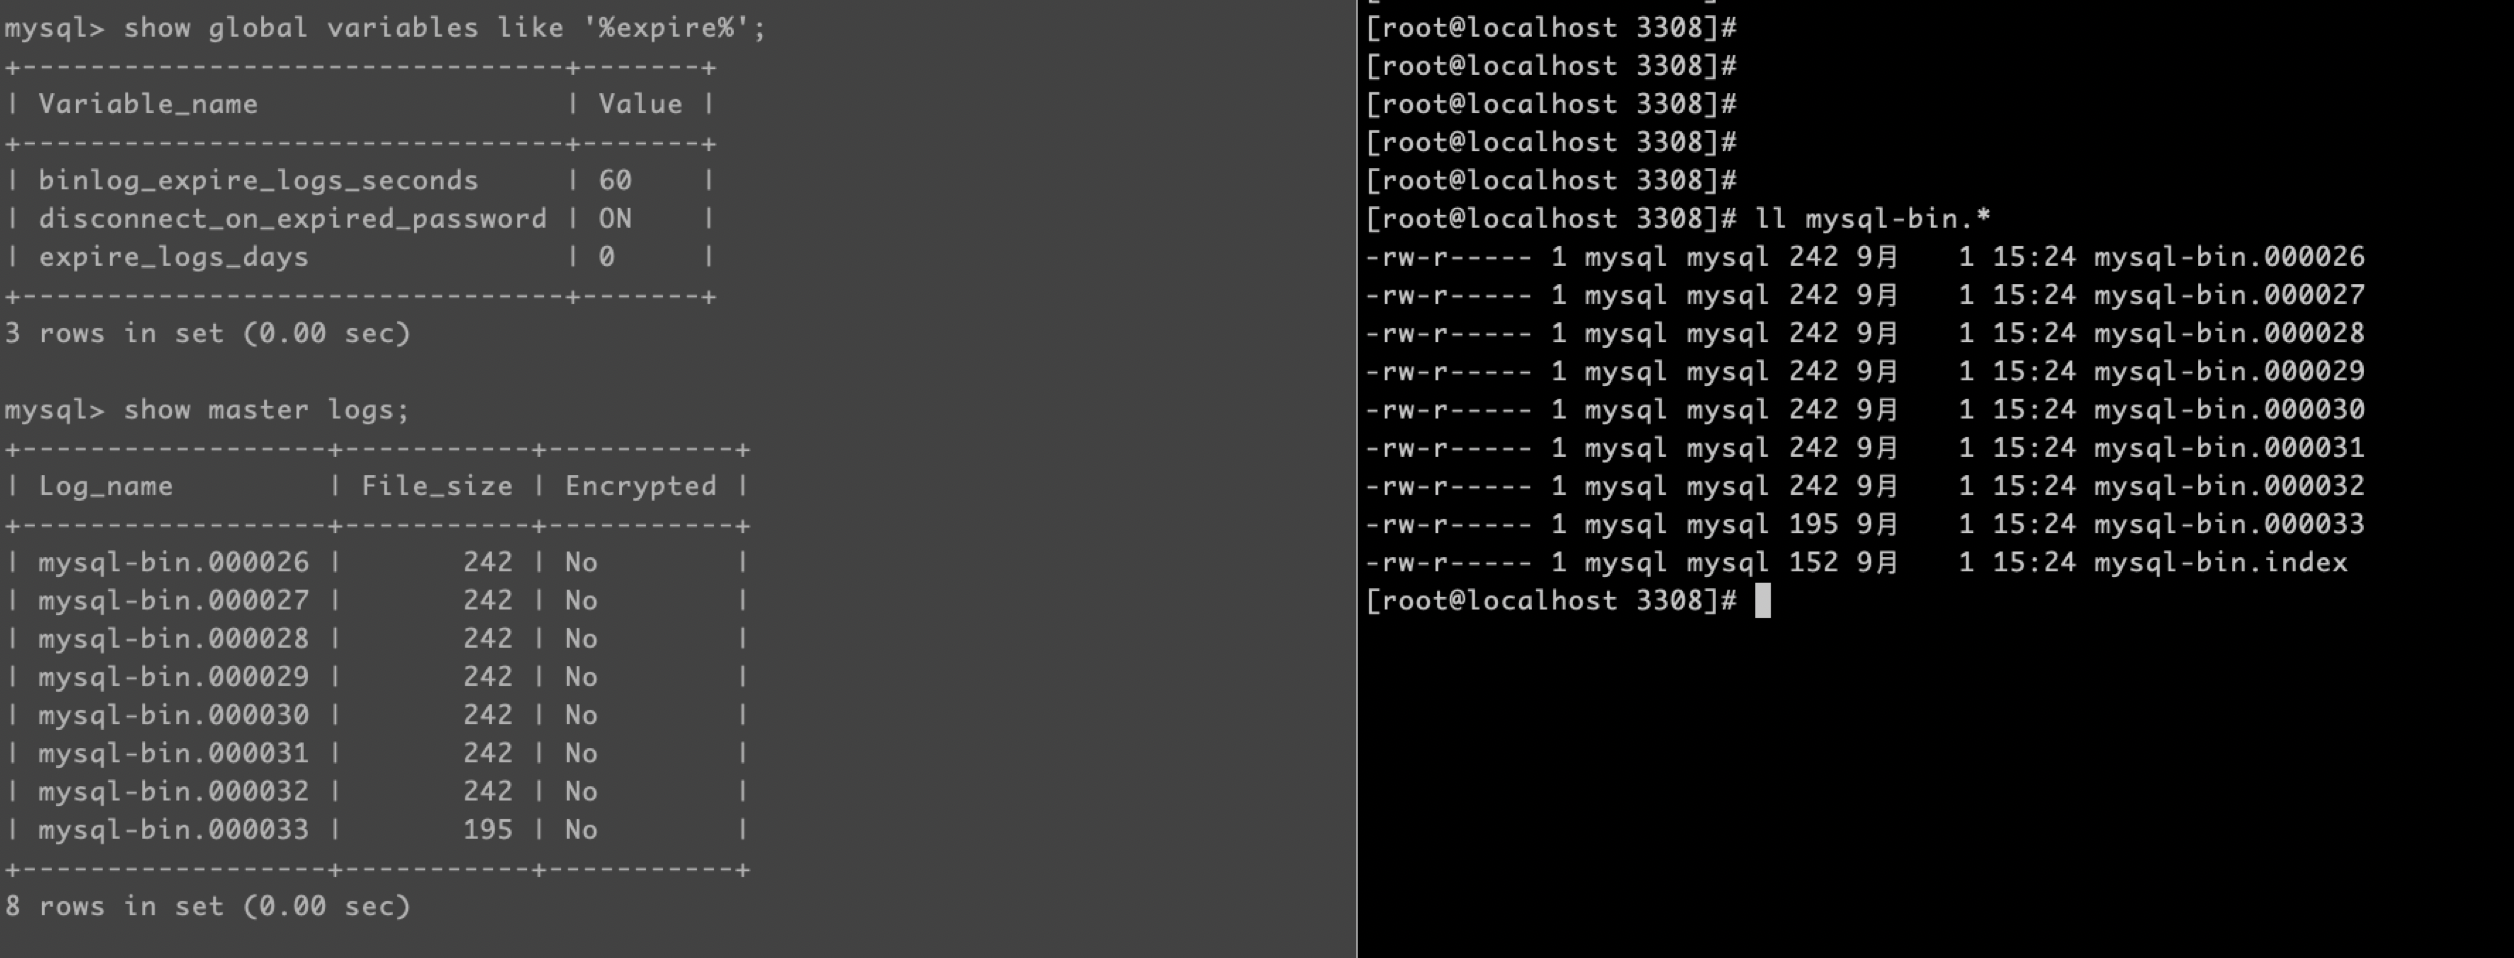 mysql> show global variables like '%expire%';
+--------------------------------+-------+
| Variable_name                  | Value |
+--------------------------------+-------+
| binlog_expire_logs_seconds     | 60    |
| disconnect_on_expired_password | ON    |
| expire_logs_days               | 0     |
+--------------------------------+-------+
3 rows in set (0.00 sec)
mysql> show master logs;
+------------------+-----------+-----------+
| Log_name         | File_size | Encrypted |
+------------------+-----------+-----------+
| mysql-bin.000026 |       242 | No        |
| mysql-bin.000027 |       242 | No        |
| mysql-bin.000028 |       242 | No        |
| mysql-bin.000029 |       242 | No        |
| mysql-bin.000030 |       242 | No        |
| mysql-bin.000031 |       242 | No        |
| mysql-bin.000032 |       242 | No        |
| mysql-bin.000033 |       195 | No        |
+------------------+-----------+-----------+
8 rows in set (0.00 sec)
[root@localhost 3308]#
[root@localhost 3308]#
[root@localhost 3308]#
[root@localhost 3308]#
[root@localhost 3308]#
[root@localhost 3308]# ll mysql-bin.*
-rw-r----- 1 mysql mysql 242 9月   1 15:24 mysql-bin.000026
-rw-r----- 1 mysql mysql 242 9月   1 15:24 mysql-bin.000027
-rw-r----- 1 mysql mysql 242 9月   1 15:24 mysql-bin.000028
-rw-r----- 1 mysql mysql 242 9月   1 15:24 mysql-bin.000029
-rw-r----- 1 mysql mysql 242 9月   1 15:24 mysql-bin.000030
-rw-r----- 1 mysql mysql 242 9月   1 15:24 mysql-bin.000031
-rw-r----- 1 mysql mysql 242 9月   1 15:24 mysql-bin.000032
-rw-r----- 1 mysql mysql 195 9月   1 15:24 mysql-bin.000033
-rw-r----- 1 mysql mysql 152 9月   1 15:24 mysql-bin.index
[root@localhost 3308]#